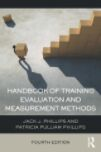 HANDBOOK OF TRAINING
EVALUATION AND
MEASUREMENT METHODS
JACK J. PHILLIPS AND
PATRICIA PULLIAM PHILLIPS
FOURTH EDITION